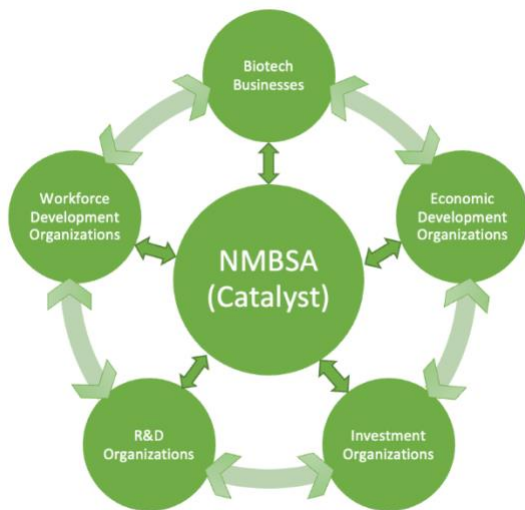 Biotech
Businesses
Workforce
Development
Organizations
Economic
Development
Organizations
NMBSA
(Catalyst)
R&D
Organizations
Investment
Organizations